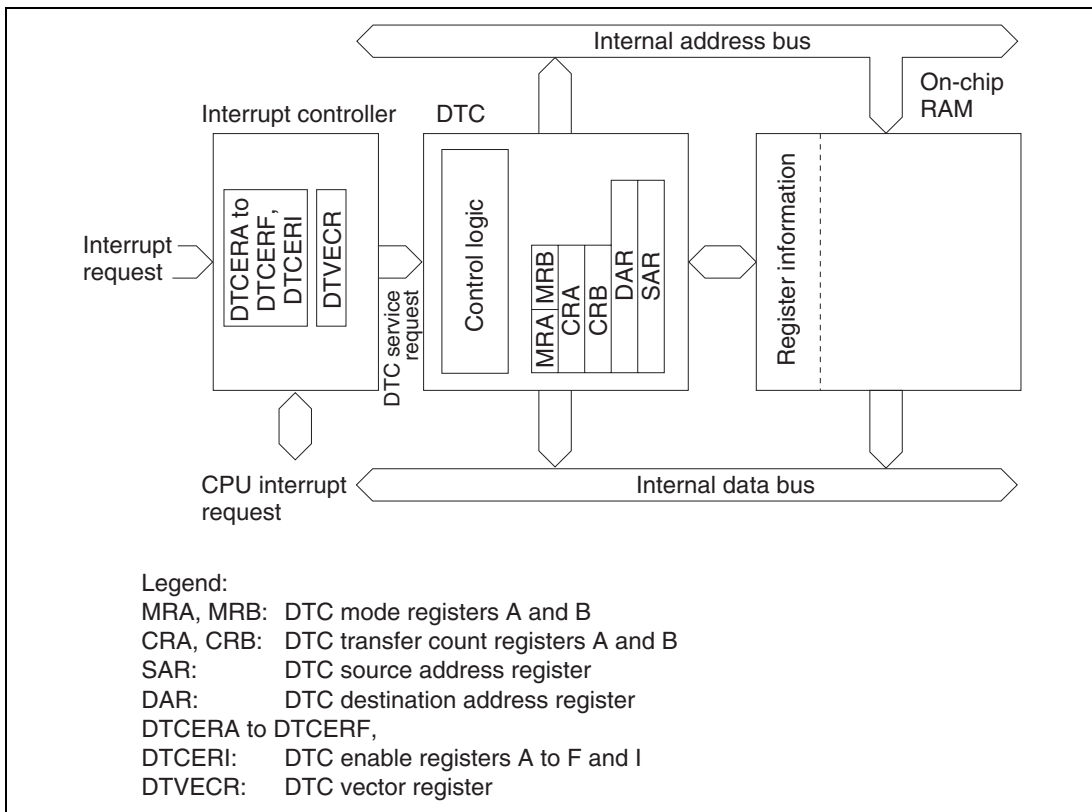 Internal address bus
On-chip
RAM
Interrupt controller
DTC
Interrupt
request
DTCERA to
DTCERF,
DTCERI
DTVECR
DTC service
request
Control logic
MRA
MRB
CRA
CRB
DAR
SAR
Register information
CPU interrupt
request
Internal data bus
Legend:
MRA, MRB: DTC mode registers A and B
CRA, CRB: DTC transfer count registers A and B
SAR: DTC source address register
DAR: DTC destination address register
DTCERA to DTCERF,
DTCERI: DTC enable registers A to F and I
DTVECR: DTC vector register